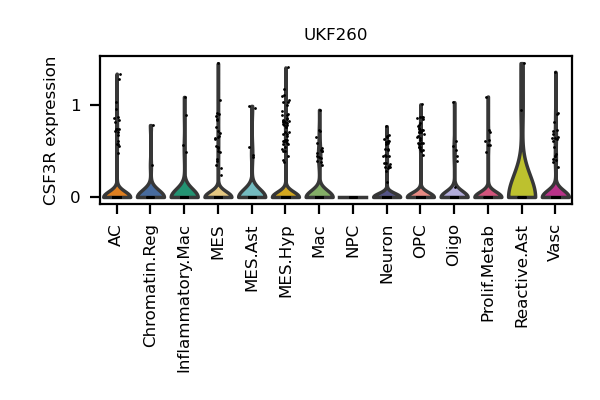 UKF260
CSF3R expression
1
0
AC
Chromatin.Reg
Inflammatory.Mac
MES
MES.Ast
MES.Hyp
Mac
NPC
Neuron
OPC
Oligo
Prolif.Metab
Reactive.Ast
Vasc